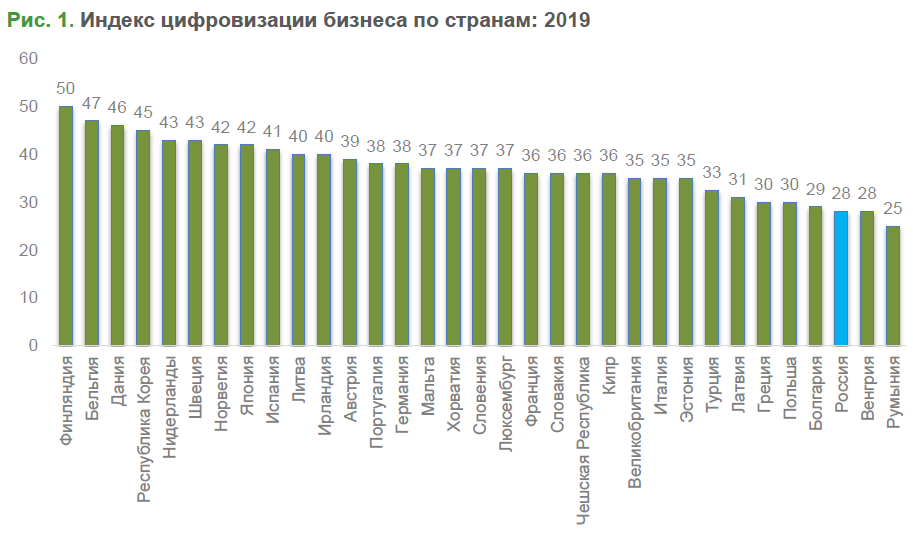 Рис. 1. Индекс цифровизации бизнеса по странам: 2019
60
50
40
30
20
10
0
50 47 46 45 43 43 42 42 41 40 40 39 38 38 37 37 37 37 36 36 36 36 35 35 35 33 31 30 30 29 28 28 25
Финляндия
Бельгия
Дания
Республика Корея
Нидерланды
Швеция
Норвегия
Япония
Испания
Литва
Ирландия
Австрия
Португалия
Германия
Мальта
Хорватия
Словения
Люксембург
Франция
Словакия
Чешская Республика
Кипр
Великобритания
Италия
Эстония
Турция
Латвия
Греция
Польша
Болгария
Россия
Венгрия
Румыния